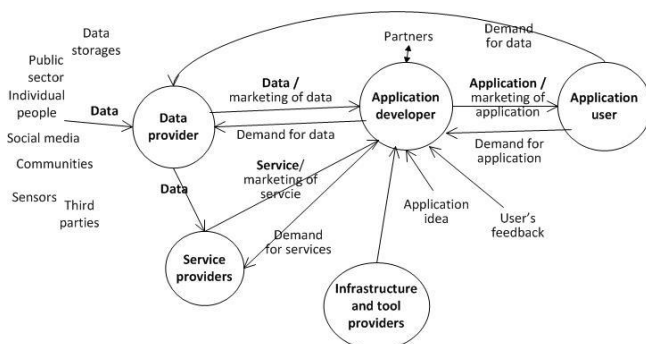 Data
storages
Public
sector
Individual
people
Social media
Communities
Sensors
Third
parties
Data
Data
provider
Data /
marketing of data
Demand for data
Partners
Application
developer
Demand
for data
Application /
marketing of
application
Demand for
application
Application
user
Data
Service/
marketing of
servcie
Demand
for services
Service
providers
Application
idea
User's
feedback
Infrastructure
and tool
providers